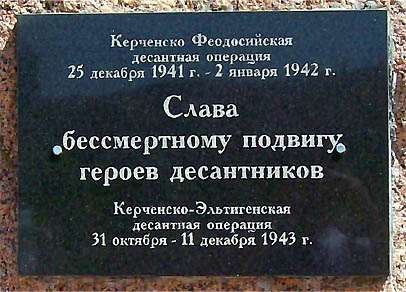 Керченско Феодосийская
десантная операция
25 декабря 1941 г. - 2 января 1942 г.
Слава
бессмертному подвигу
героев десантников
Керченско-Эльтигенская
десантная операция
31 октября - 11 декабря 1943 г.